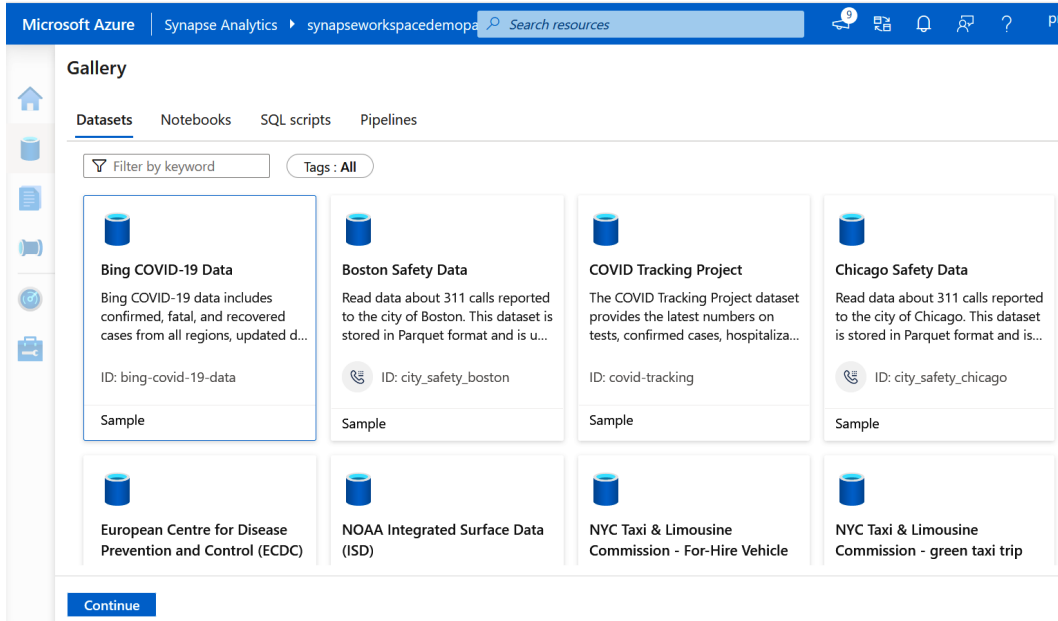 Microsoft Azure
Synapse Analytics
synapseworkspacedemopa
Search resources
9
?
Gallery
Datasets
Notebooks
SQL scripts
Pipelines
Filter by keyword
Tags : All
Bing COVID-19 Data
Bing COVID-19 data includes
confirmed, fatal, and recovered
cases from all regions, updated d...
ID: bing-covid-19-data
Sample
Boston Safety Data
Read data about 311 calls reported
to the city of Boston. This dataset is
stored in Parquet format and is u...
ID: city_safety_boston
Sample
COVID Tracking Project
The COVID Tracking Project dataset
provides the latest numbers on
tests, confirmed cases, hospitaliza...
ID: covid-tracking
Sample
Chicago Safety Data
Read data about 311 calls reported
to the city of Chicago. This dataset
is stored in Parquet format and is...
ID: city_safety_chicago
Sample
European Centre for Disease
Prevention and Control (ECDC)
NOAA Integrated Surface Data
(ISD)
NYC Taxi & Limousine
Commission - For-Hire Vehicle
NYC Taxi & Limousine
Commission - green taxi trip
Continue